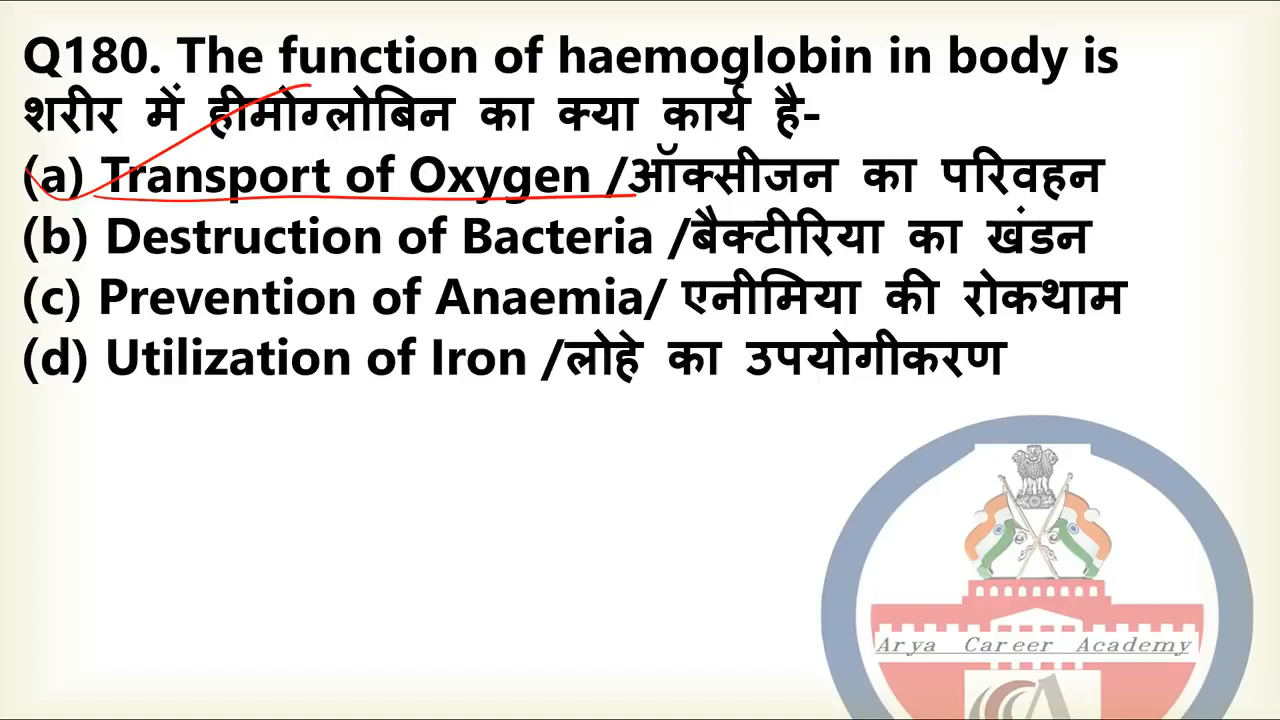 Q180. The function of haemoglobin in body is
शरीर में हीमोग्लोबिन का क्या कार्य है-
(a) Transport of Oxygen /ऑक्सीजन का परिवहन
(b) Destruction of Bacteria /बैक्टीरिया का खंडन
(c) Prevention of Anaemia/ एनीमिया की रोकथाम
(d) Utilization of Iron /लोहे का उपयोगीकरण
Arya Career Academy